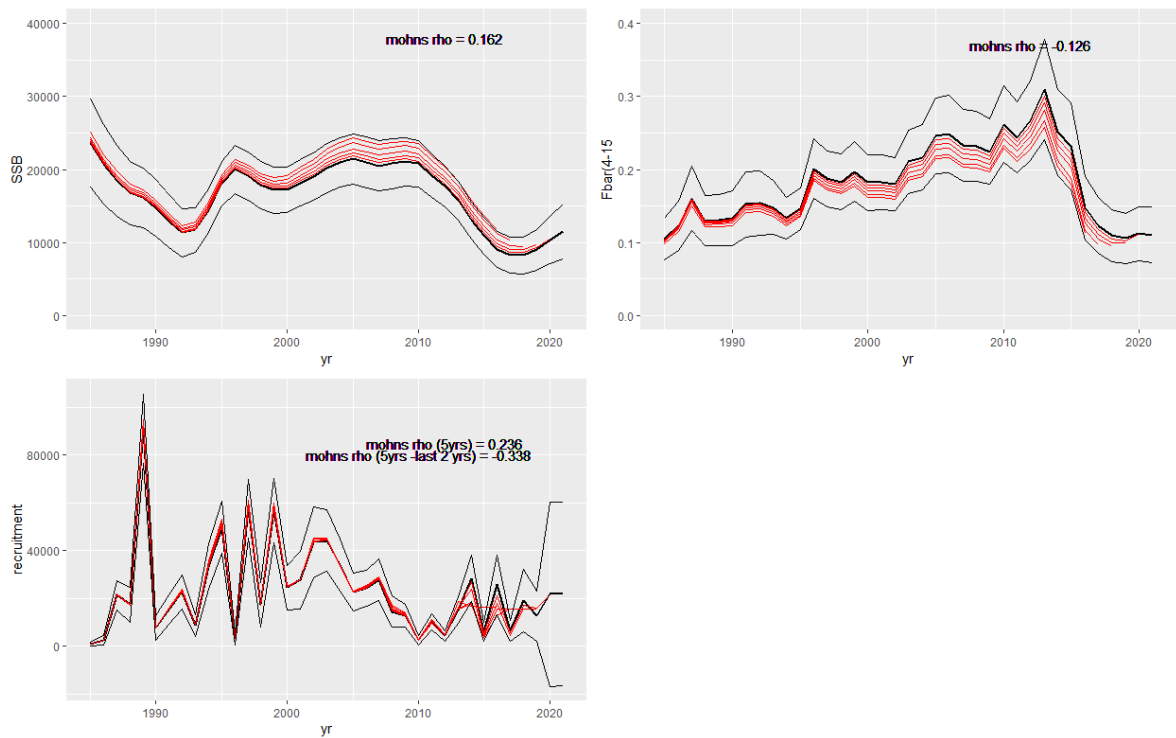 mohns rho = 0.162
40000
30000
20000
10000
0
SSB
1990
2000
2010
2020
yr
mohns rho = -0.126
0.4
0.3
0.2
0.1
0.0
Fbar(4-15
1990
2000
2010
2020
yr
mohns rho (5yrs) = 0.236
mohns rho (5yrs -last 2 yrs) = -0.338
80000
40000
0
recruitment
1990
2000
2010
2020
yr